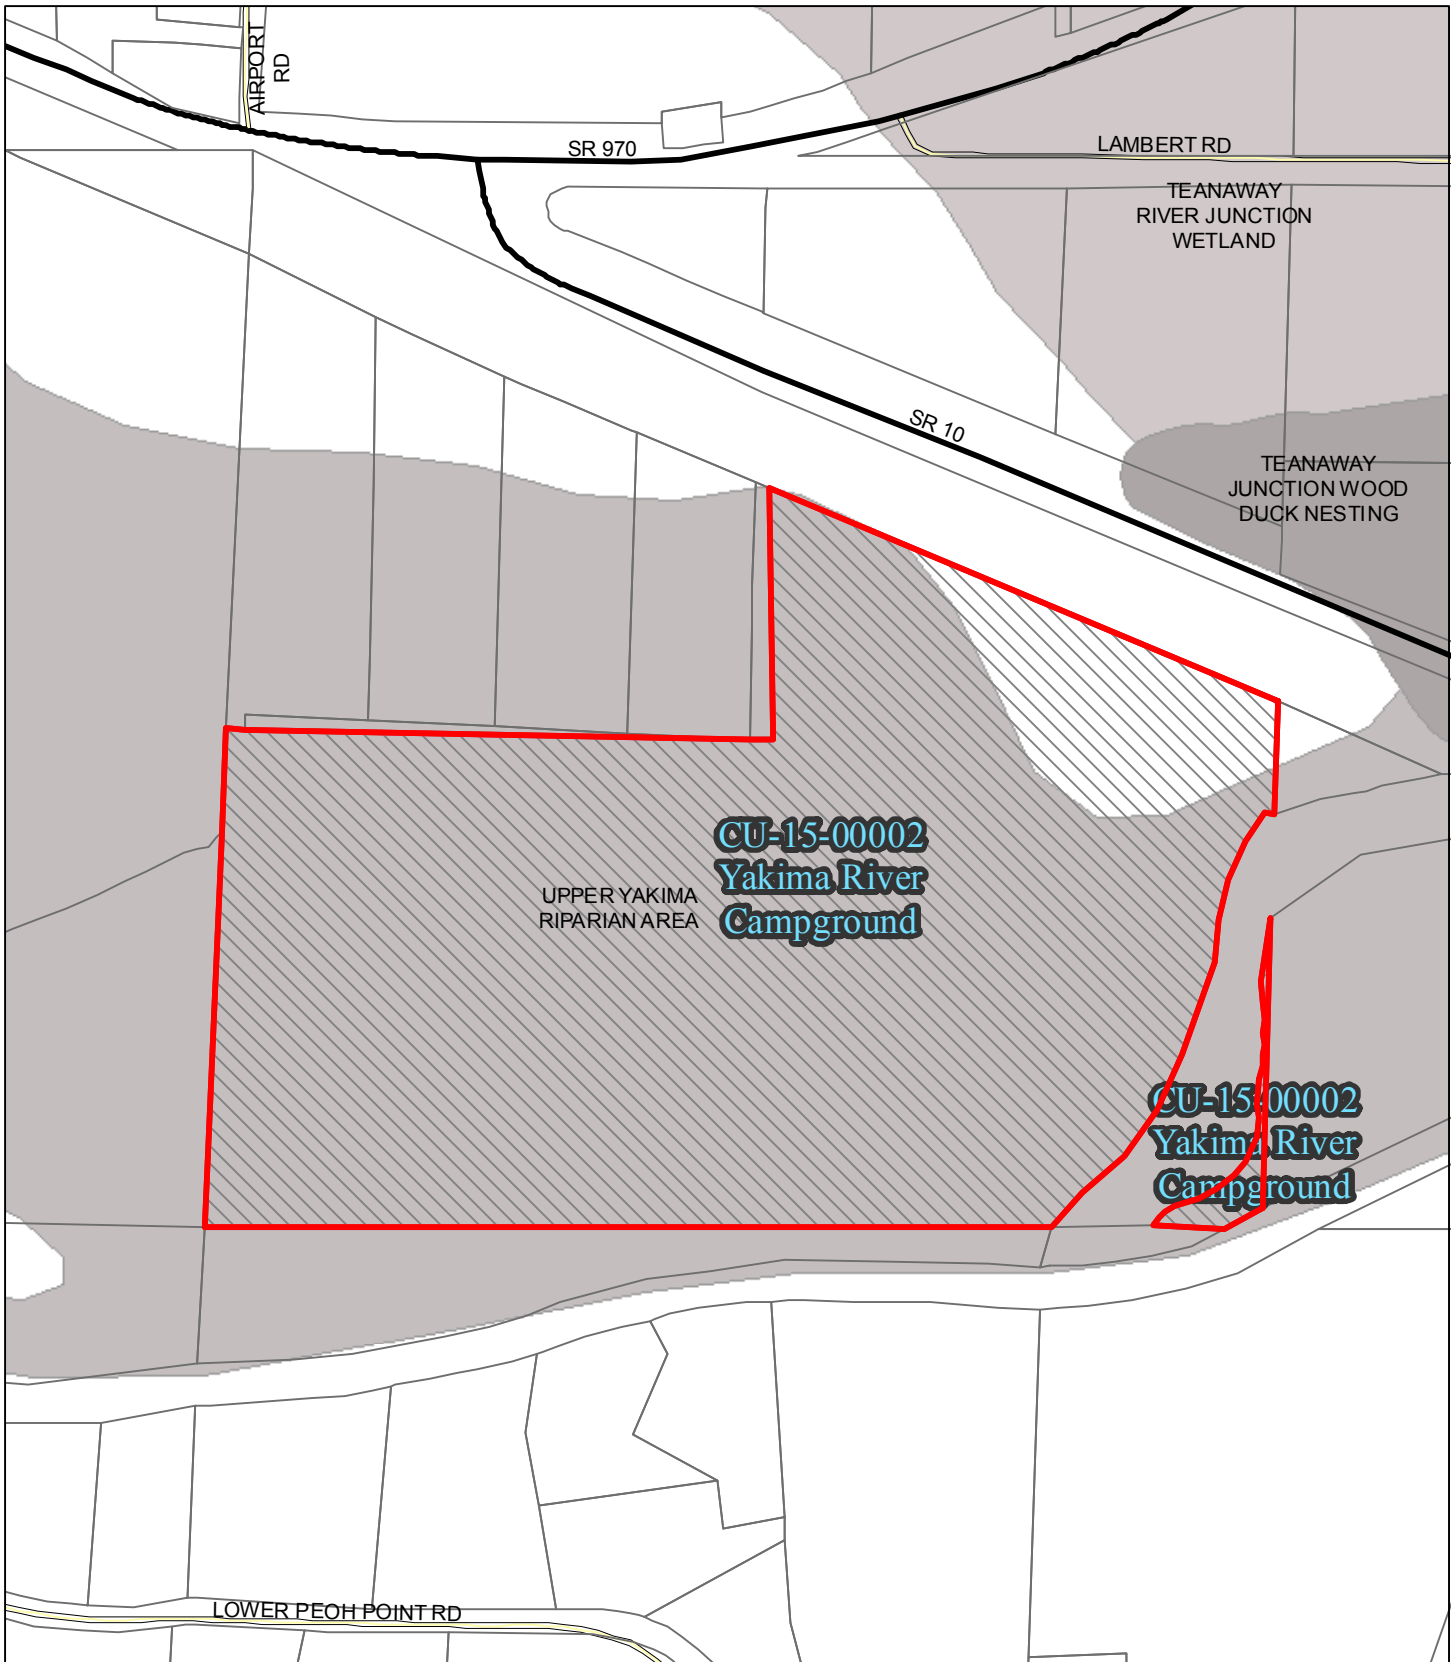 AIRPORT
RD
SR 970
LAMBERT RD
TEANAWAY
RIVER JUNCTION
WETLAND
SR 10
TEANAWAY
JUNCTION WOOD
DUCK NESTING
CU-15-00002
Yakima River
Campground
UPPER YAKIMA
RIPARIAN AREA
CU-15-00002
Yakima River
Campground
LOWER PEOH POINT RD